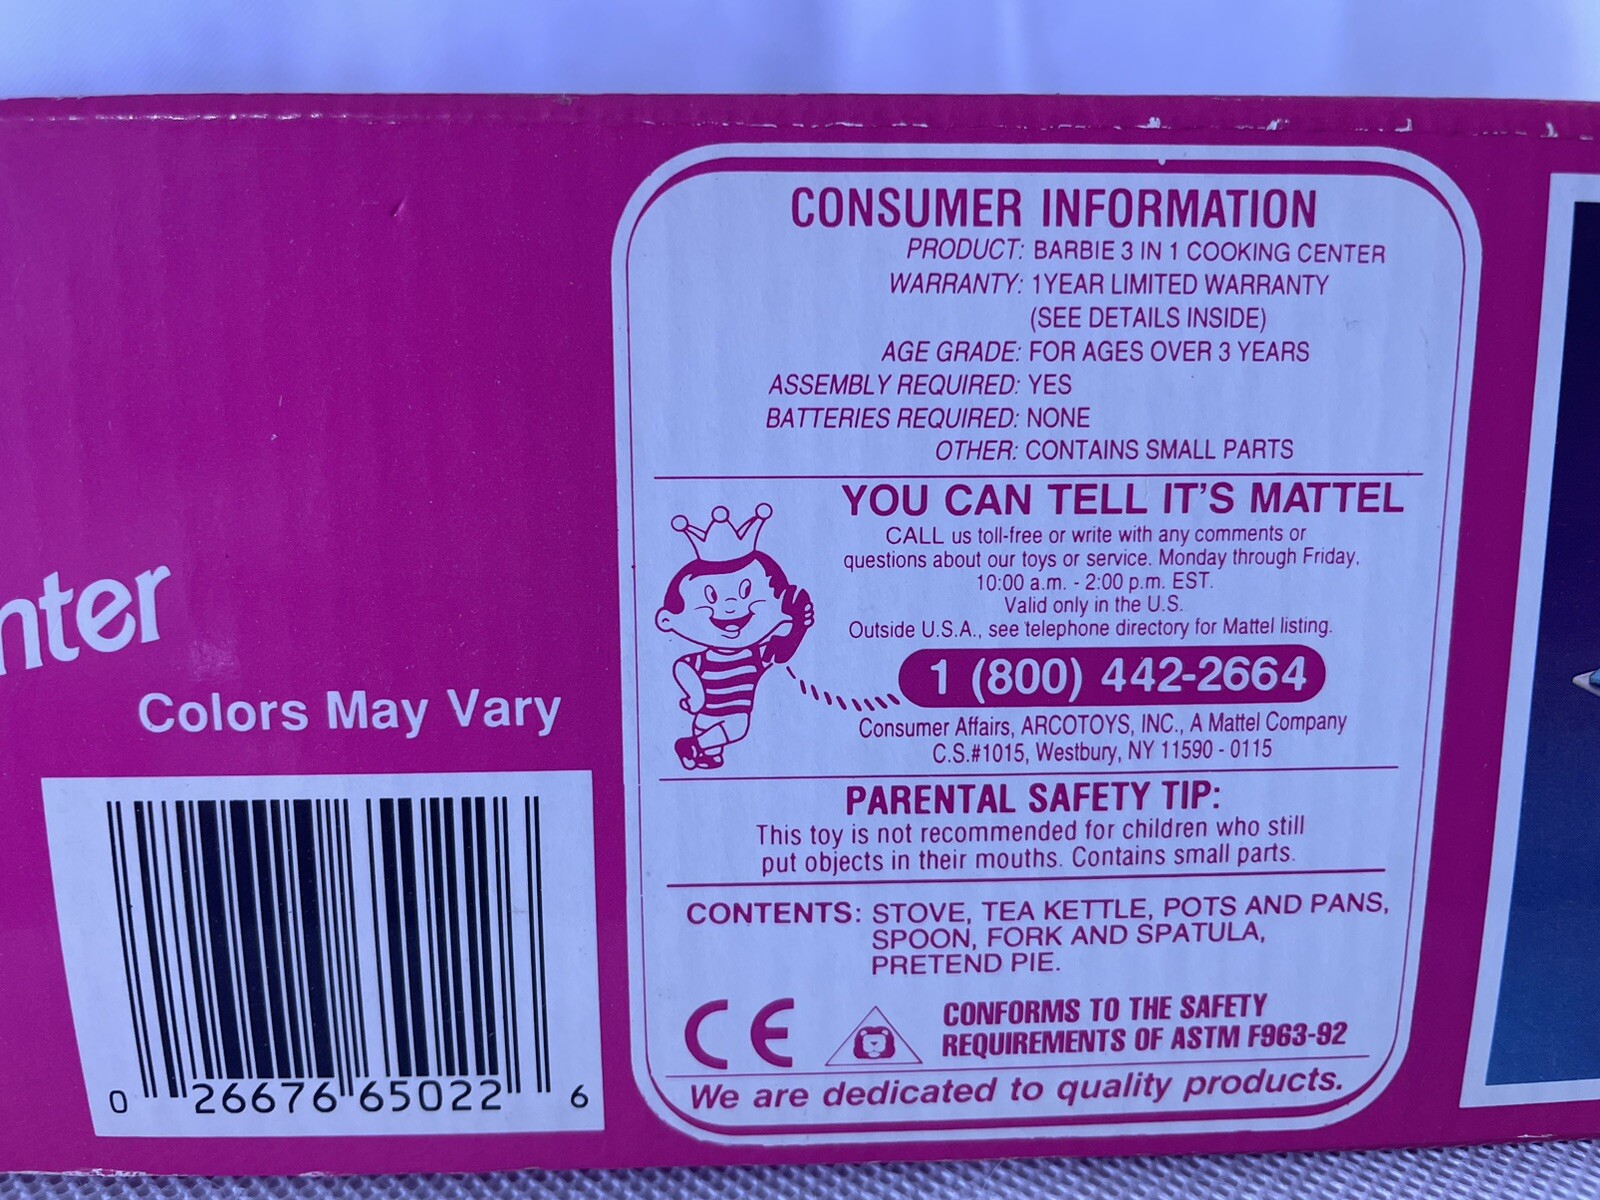 nter
Colors May Vary
0 26676 65022 6
CONSUMER INFORMATION
PRODUCT: BARBIE 3 IN 1 COOKING CENTER
WARRANTY: 1YEAR LIMITED WARRANTY
(SEE DETAILS INSIDE)
AGE GRADE: FOR AGES OVER 3 YEARS
ASSEMBLY REQUIRED: YES
BATTERIES REQUIRED: NONE
OTHER: CONTAINS SMALL PARTS
YOU CAN TELL IT'S MATTEL
CALL us toll-free or write with any comments or
questions about our toys or service. Monday through Friday,
10:00 a.m. - 2:00 p.m. EST.
Valid only in the U.S.
Outside U.S.A., see telephone directory for Mattel listing.
1 (800) 442-2664
Consumer Affairs, ARCOTOYS, INC., A Mattel Company
C.S.#1015, Westbury, NY 11590 - 0115
PARENTAL SAFETY TIP:
This toy is not recommended for children who still
put objects in their mouths. Contains small parts.
CONTENTS: STOVE, TEA KETTLE, POTS AND PANS,
SPOON, FORK AND SPATULA,
PRETEND PIE.
CE
CONFORMS TO THE SAFETY
REQUIREMENTS OF ASTM F963-92
We are dedicated to quality products.